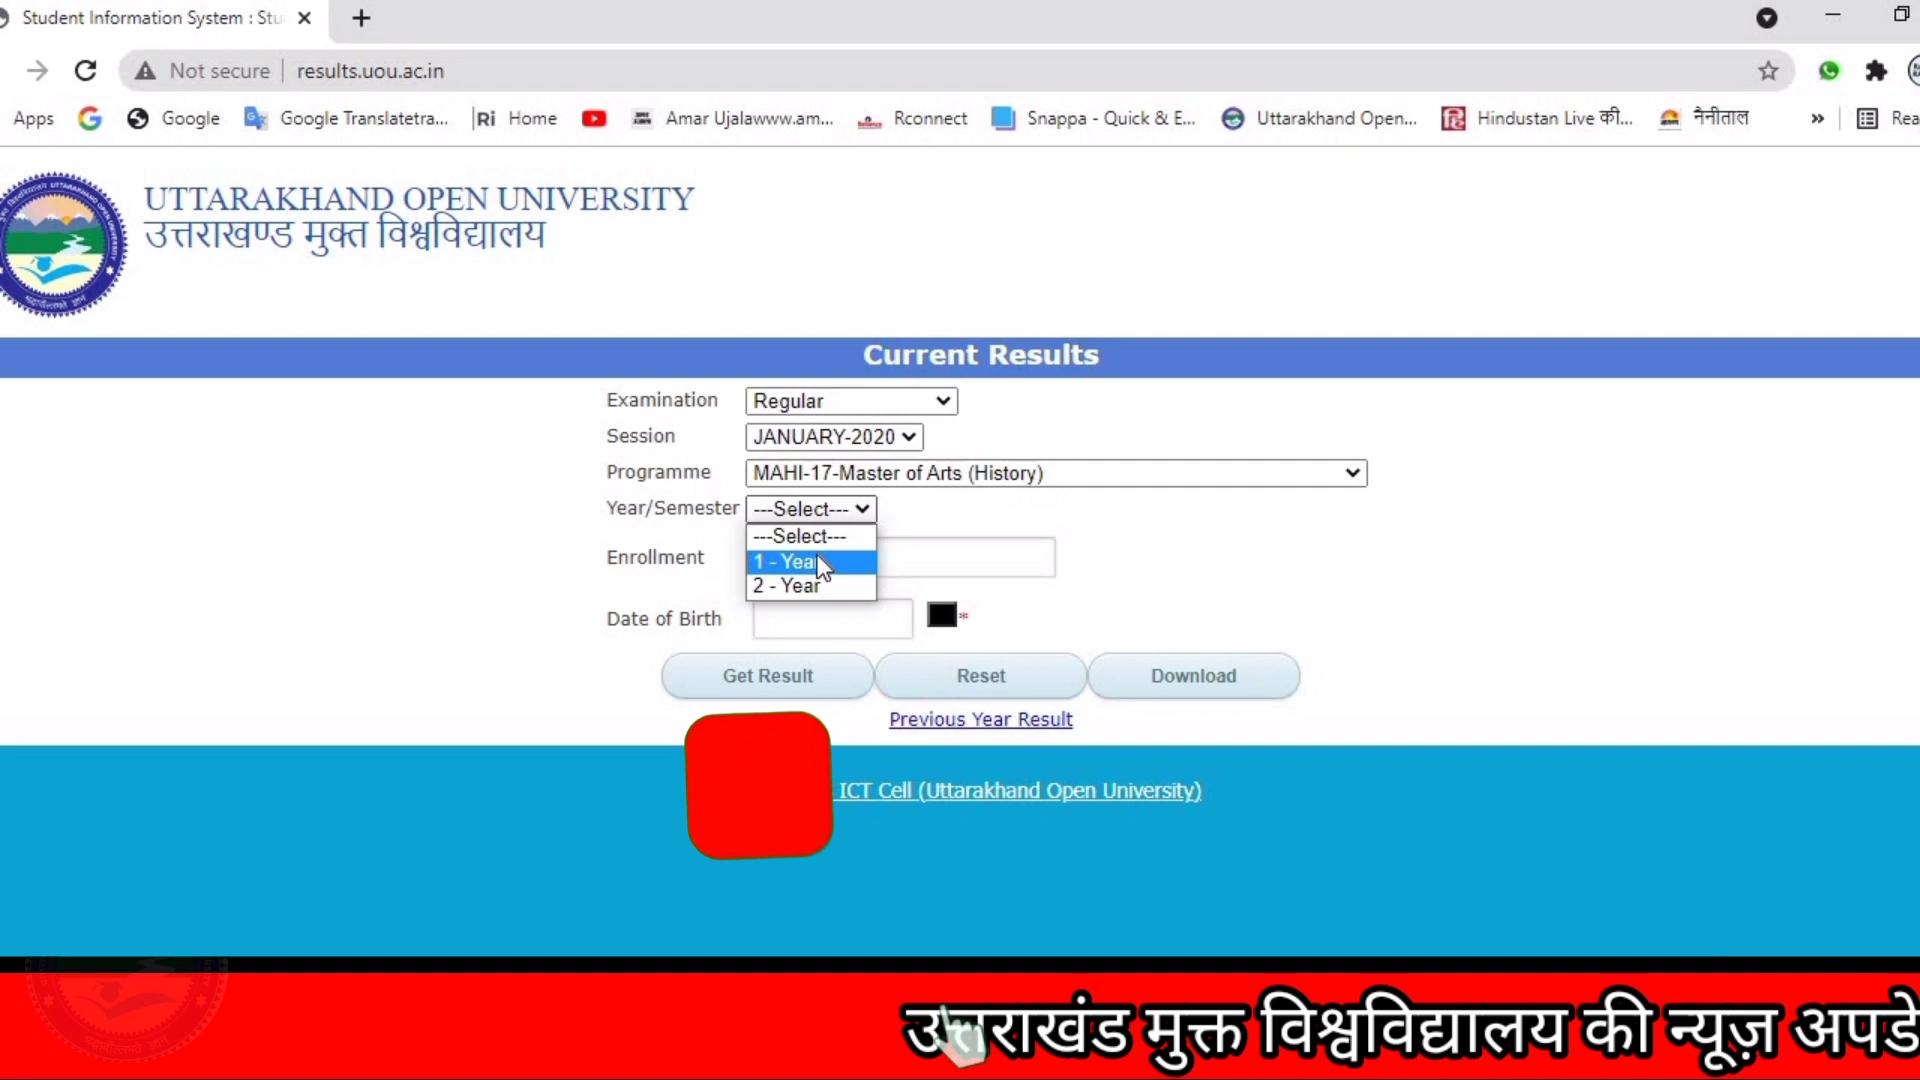 Student Information System : Stu
Not secure results.uou.ac.in
Apps Google Google Translatetra... Ri Home Amar Ujalawww.am... Rconnect Snappa - Quick & E... Uttarakhand Open... Hindustan Live की... नैनीताल » Rea
UTTARAKHAND OPEN UNIVERSITY
उत्तराखण्ड मुक्त विश्वविद्यालय
Current Results
Examination Regular
Session JANUARY-2020
Programme MAHI-17-Master of Arts (History)
Year/Semester ---Select---
---Select---
1 - Year
Enrollment
2 - Year
Date of Birth *
Get Result Reset Download
Previous Year Result
ICT Cell (Uttarakhand Open University)
उत्तराखंड मुक्त विश्वविद्यालय की न्यूज़ अपडे